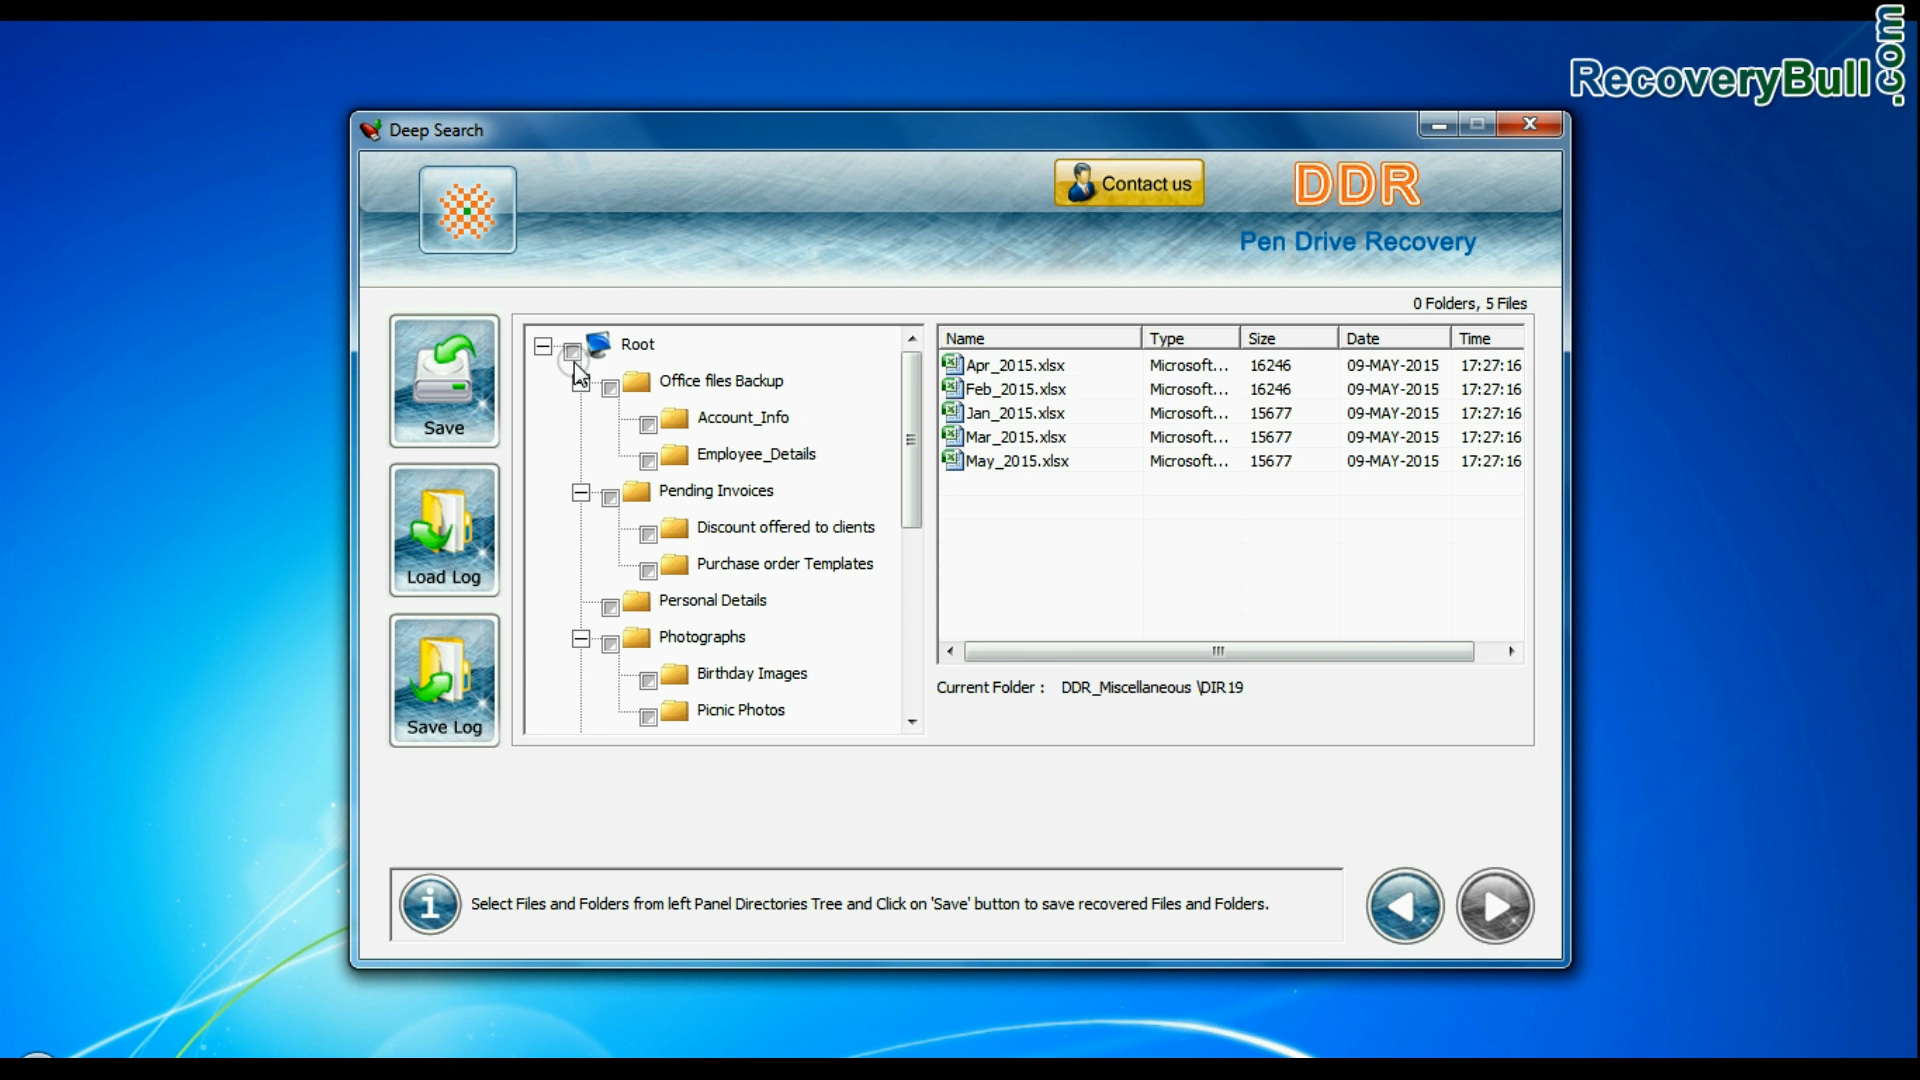 RecoveryBull.com
Deep Search
Contact us
DDR
Pen Drive Recovery
0 Folders, 5 Files
Save
Load Log
Save Log
Root
Office files Backup
Account_Info
Employee_Details
Pending Invoices
Discount offered to clients
Purchase order Templates
Personal Details
Photographs
Birthday Images
Picnic Photos
Name Type Size Date Time
Apr_2015.xlsx Microsoft... 16246 09-MAY-2015 17:27:16
Feb_2015.xlsx Microsoft... 16246 09-MAY-2015 17:27:16
Jan_2015.xlsx Microsoft... 15677 09-MAY-2015 17:27:16
Mar_2015.xlsx Microsoft... 15677 09-MAY-2015 17:27:16
May_2015.xlsx Microsoft... 15677 09-MAY-2015 17:27:16
Current Folder : DDR_Miscellaneous \DIR19
Select Files and Folders from left Panel Directories Tree and Click on 'Save' button to save recovered Files and Folders.